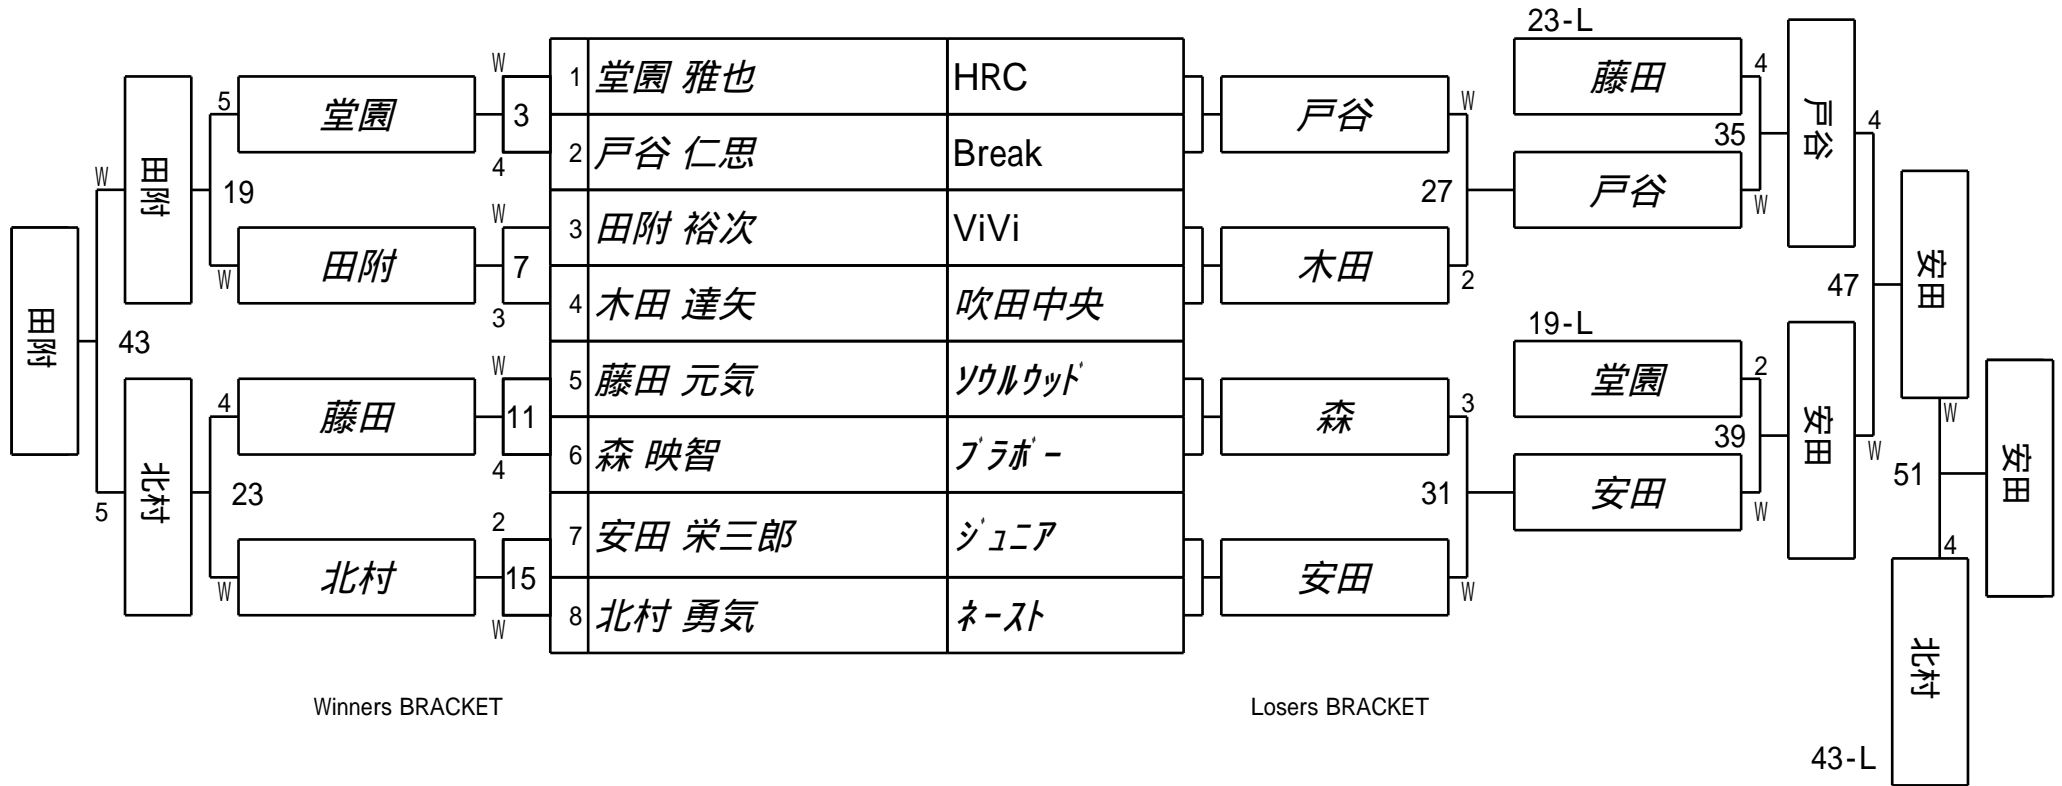 23-L
W
1 堂園 雅也 HRC
5 堂園 3 戸谷 W 藤田 4 戸谷 4
2 戸谷 仁思 Break
4
35
W 田附 19 W
27 戸谷 W 安田
3 田附 裕次 ViVi
W 田附 7 木田 2
4 木田 達矢 吹田中央
3
47
田附 43
W
19-L
5 藤田 元気 ソウルウッド
4 藤田 11 森 3 堂園 2 安田 W
6 森 映智 ブラボー
4
39
5 北村 23
31 安田 W 51 W 安田
2
7 安田 栄三郎 ジュニア
W 北村 15 安田 W
8 北村 勇気 ネースト
W
4
北村
Winners BRACKET Losers BRACKET
43-L